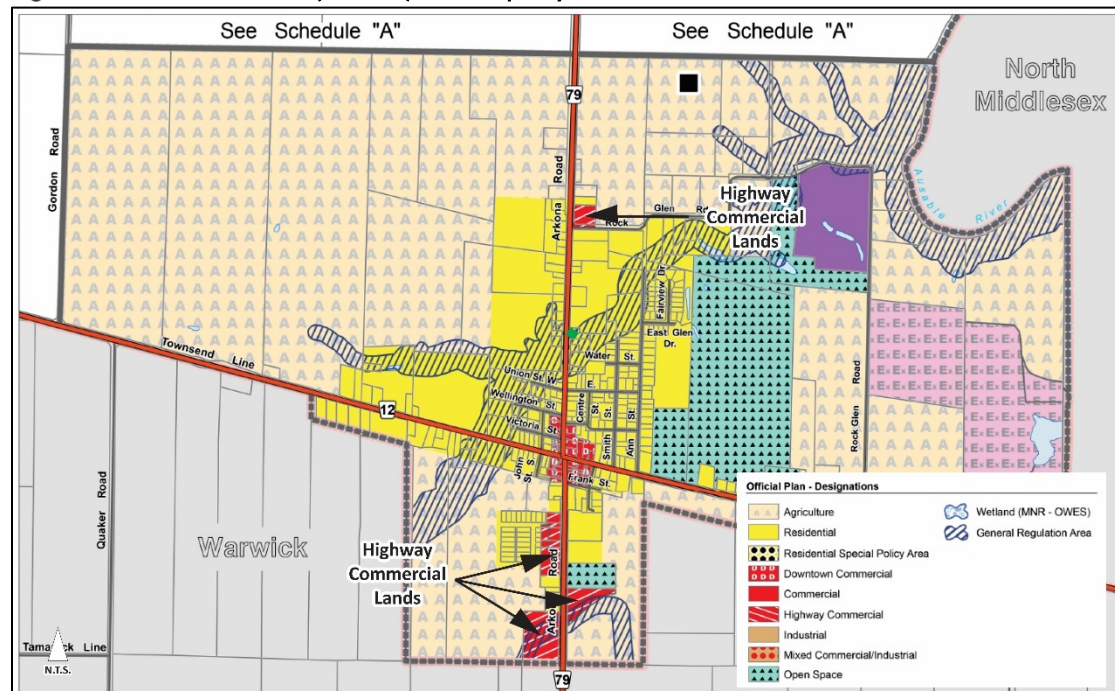 See Schedule "A"
See Schedule "A"
North
Middlesex
79
Gordon Road
Arkona Road
Ausable River
Highway
Commercial
Lands
Rock Glen Rd
Fairview Dr.
East Glen
Dr.
Water St.
Townsend Line
Union St. W.
E.
Wellington St.
Centre St.
Victoria St.
Smith St.
Ann St.
12
Rock Glen Road
John St. S.
Frank St.
Quaker Road
Warwick
Highway
Commercial
Lands
Road
N.T.S.
79
Official Plan - Designations
Agriculture
Residential
Residential Special Policy Area
Downtown Commercial
Commercial
Highway Commercial
Industrial
Mixed Commercial/Industrial
Open Space
Wetland (MNR - OWES)
General Regulation Area